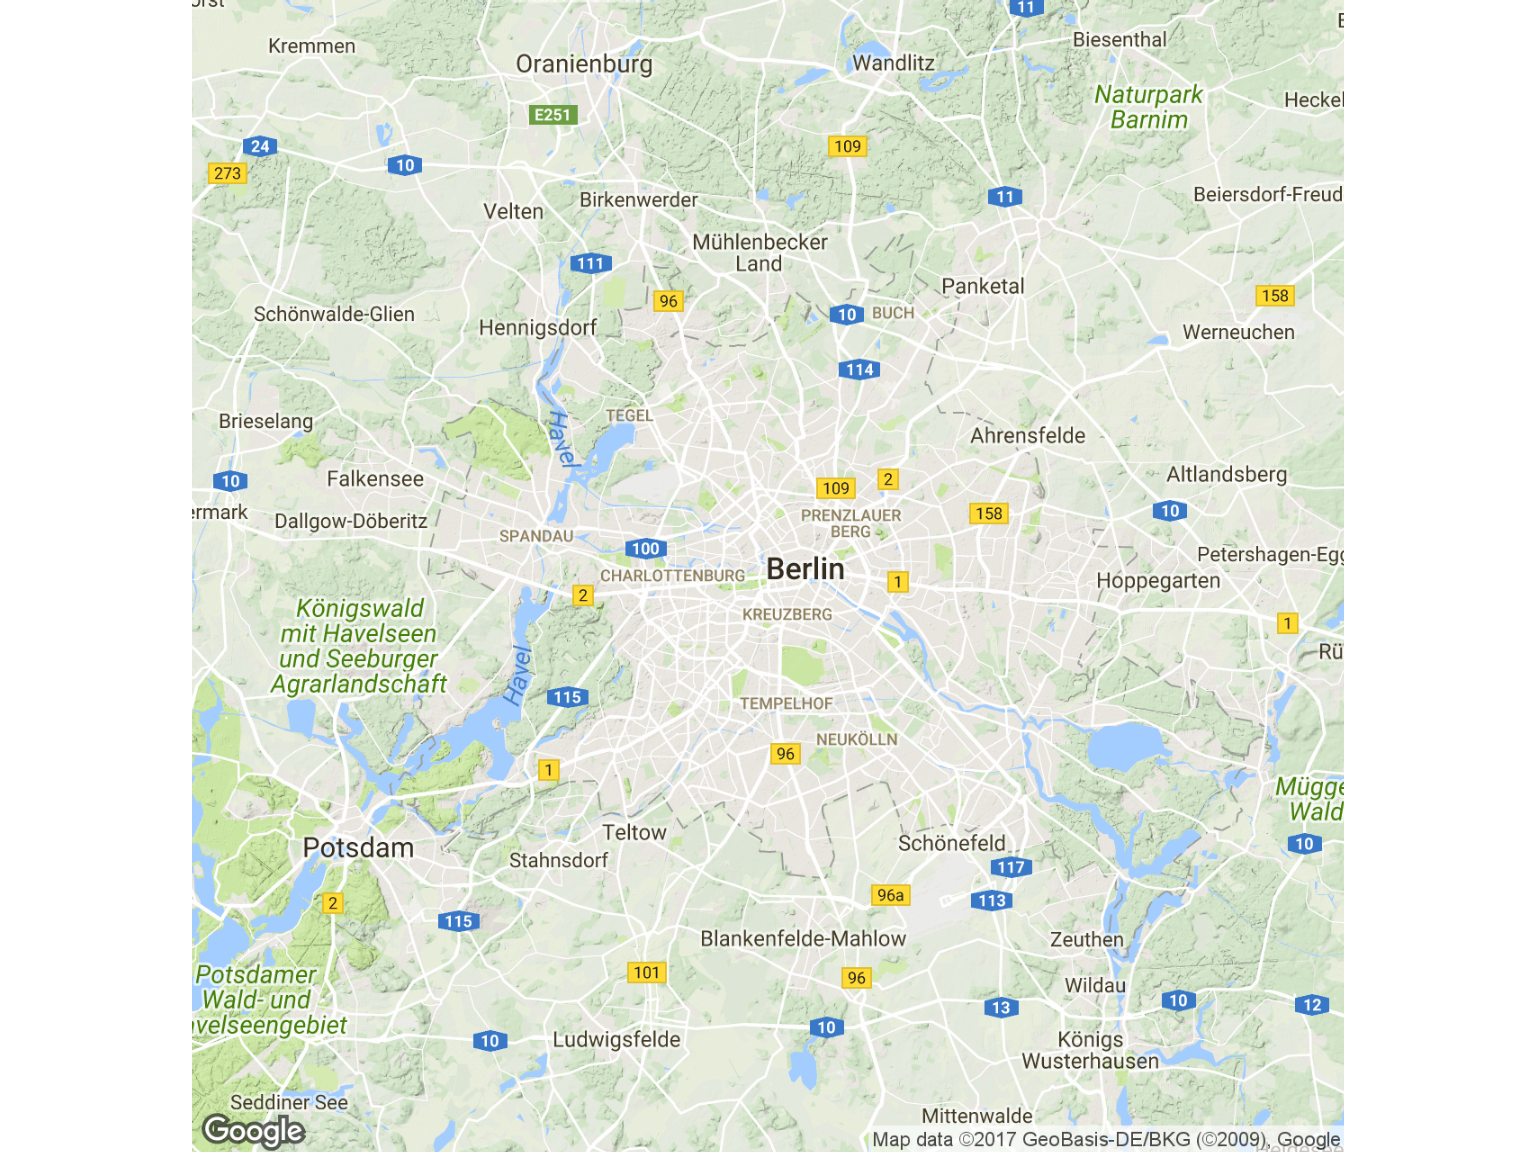 11
Kremmen
Biesenthal
Oranienburg
Wandlitz
Naturpark
Barnim
Heckel
E251
24
109
10
273
11
Beiersdorf-Freud
Birkenwerder
Velten
Mühlenbecker
Land
111
Panketal
158
96
10
BUCH
Schönwalde-Glien
Hennigsdorf
Werneuchen
114
TEGEL
Brieselang
Havel
Ahrensfelde
Altlandsberg
10
Falkensee
109
2
ermark
Dallgow-Döberitz
158
10
PRENZLAUER
BERG
SPANDAU
100
Petershagen-Egg
Berlin
CHARLOTTENBURG
1
Hoppegarten
2
Königswald
mit Havelseen
und Seeburger
Agrarlandschaft
KREUZBERG
1
Rü
Havel
115
TEMPELHOF
NEUKÖLLN
96
1
Mügge
Wald
Teltow
Potsdam
Schönefeld
10
Stahnsdorf
117
96a
113
2
115
Blankenfelde-Mahlow
Zeuthen
101
96
Potsdamer
Wald- und
avelseengebiet
Wildau
10
12
13
10
10
Ludwigsfelde
Königs
Wusterhausen
Seddiner See
Mittenwalde
Google
Map data ©2017 GeoBasis-DE/BKG (©2009), Google